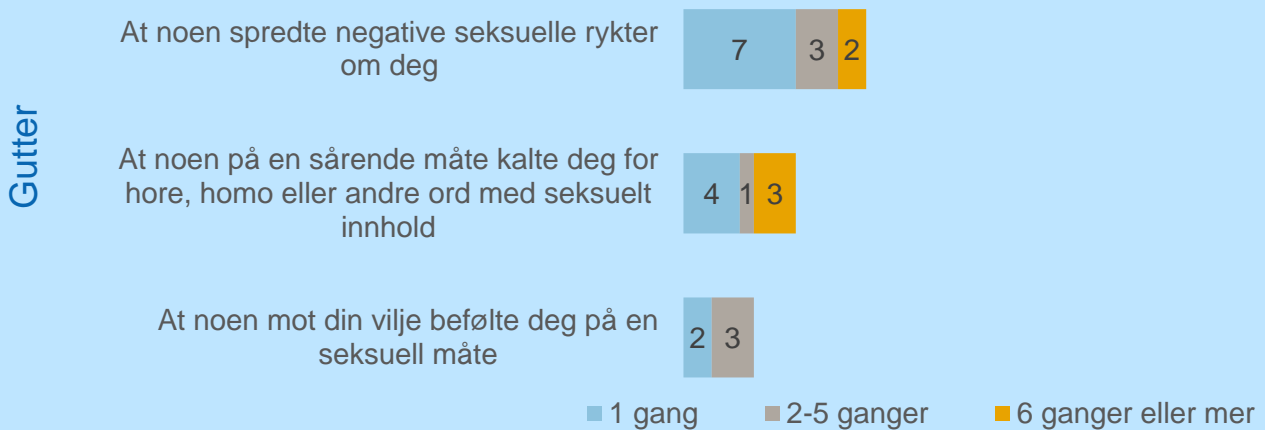 Gutter
At noen spredte negative seksuelle rykter
om deg
7 3 2
At noen på en sårende måte kalte deg for
hore, homo eller andre ord med seksuelt
innhold
4 1 3
At noen mot din vilje befølte deg på en
seksuell måte
2 3
1 gang 2-5 ganger 6 ganger eller mer